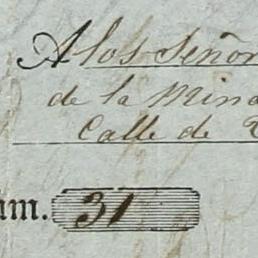 A los Señor
de la Mina
Calle de
um. 31